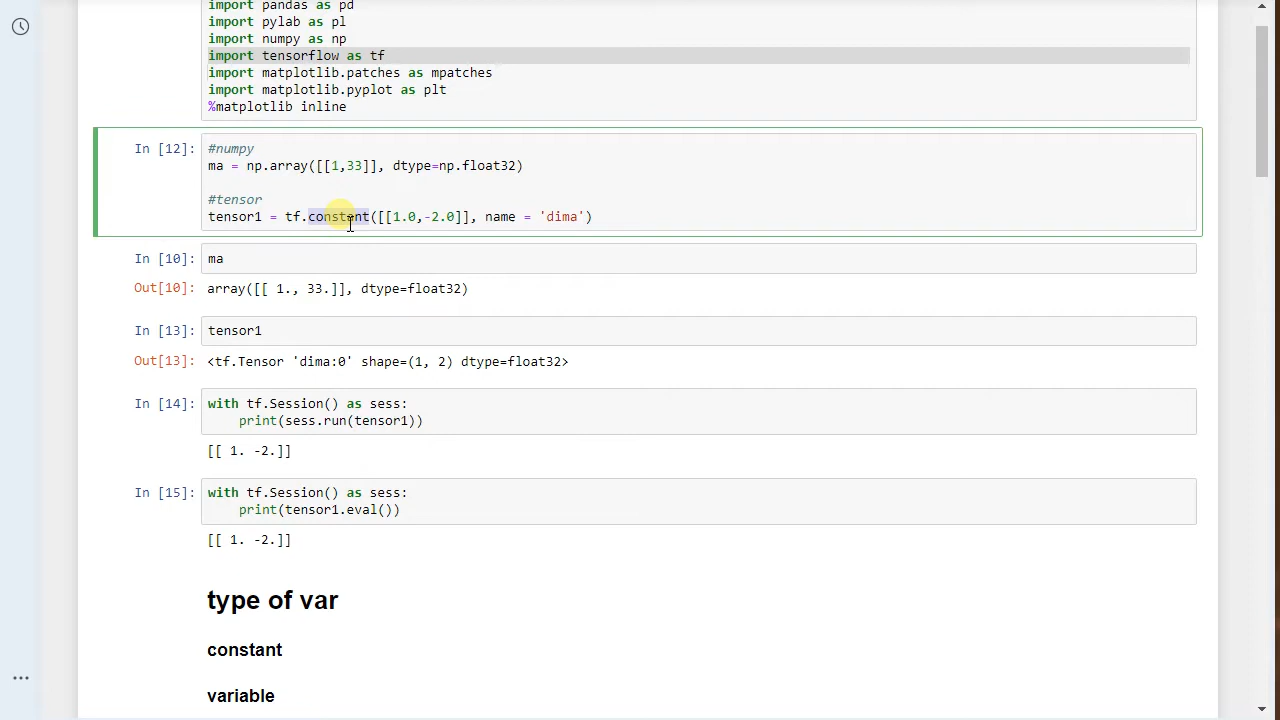 import pandas as pd
import pylab as pl
import numpy as np
import tensorflow as tf
import matplotlib.patches as mpatches
import matplotlib.pyplot as plt
%matplotlib inline
In [12]:
#numpy
ma = np.array([[1,33]], dtype=np.float32)
#tensor
tensor1 = tf.constant([[1.0,-2.0]], name = 'dima')
In [10]:
ma
Out[10]:
array([[ 1., 33.]], dtype=float32)
In [13]:
tensor1
Out[13]:
<tf.Tensor 'dima:0' shape=(1, 2) dtype=float32>
In [14]:
with tf.Session() as sess:
    print(sess.run(tensor1))
[[ 1. -2.]]
In [15]:
with tf.Session() as sess:
    print(tensor1.eval())
[[ 1. -2.]]
type of var
constant
variable